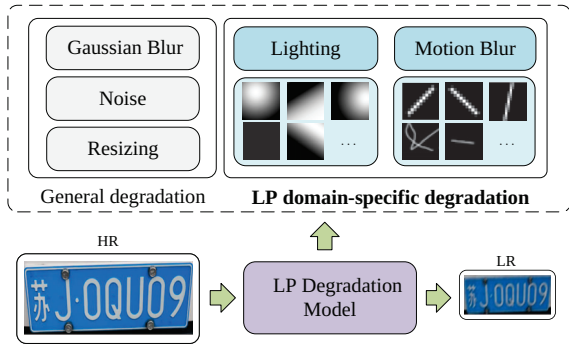 Gaussian Blur
Noise
Resizing
General degradation
Lighting
Motion Blur
...
...
LP domain-specific degradation
HR
苏J·0QU09
LP Degradation
Model
LR
苏J·0QU09